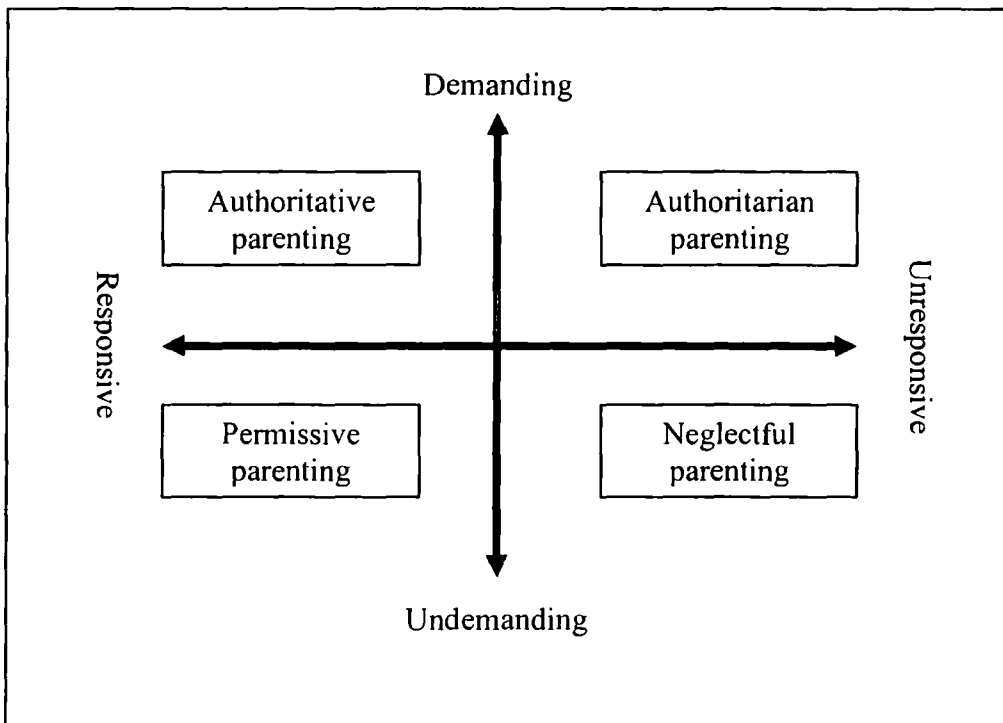 Demanding
Authoritative
parenting
Authoritarian
parenting
Responsive
Unresponsive
Permissive
parenting
Neglectful
parenting
Undemanding